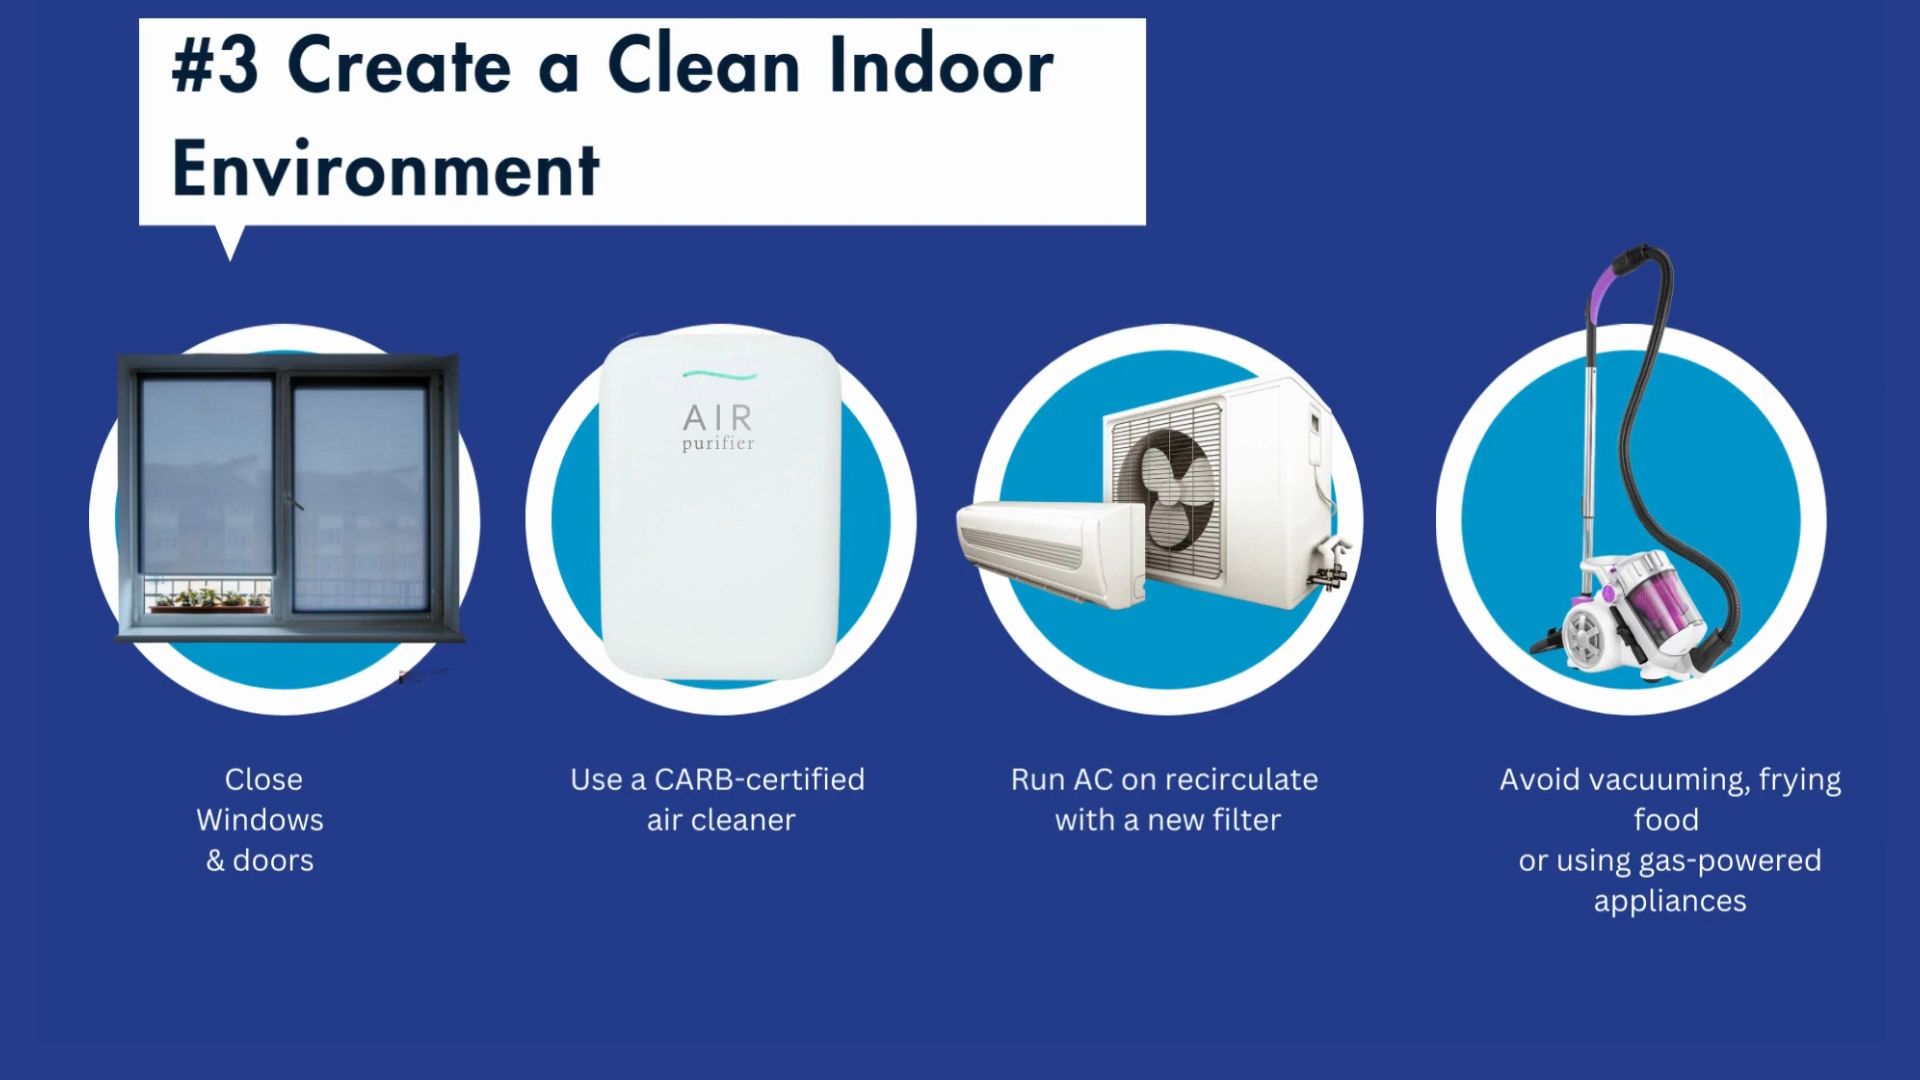 #3 Create a Clean Indoor
Environment
AIR
purifier
Close
Windows
& doors
Use a CARB-certified
air cleaner
Run AC on recirculate
with a new filter
Avoid vacuuming, frying
food
or using gas-powered
appliances